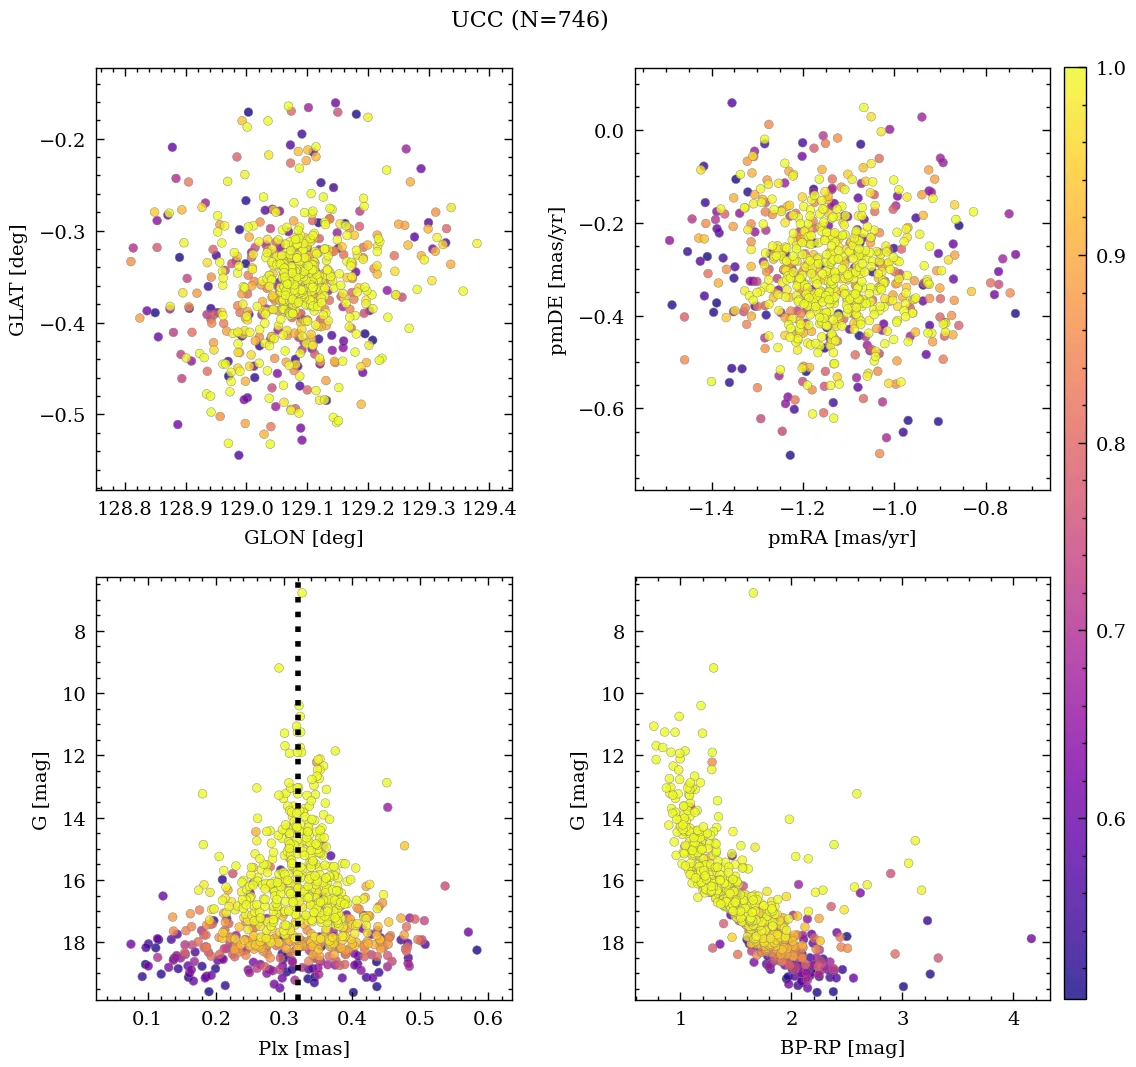 UCC (N=746)
−0.2
−0.3
−0.4
−0.5
GLAT [deg]
128.8 128.9 129.0 129.1 129.2 129.3 129.4
GLON [deg]
0.0
−0.2
−0.4
−0.6
pmDE [mas/yr]
−1.4 −1.2 −1.0 −0.8
pmRA [mas/yr]
1.0
0.9
0.8
0.7
0.6
8
10
12
14
16
18
G [mag]
0.1 0.2 0.3 0.4 0.5 0.6
Plx [mas]
8
10
12
14
16
18
G [mag]
1 2 3 4
BP-RP [mag]